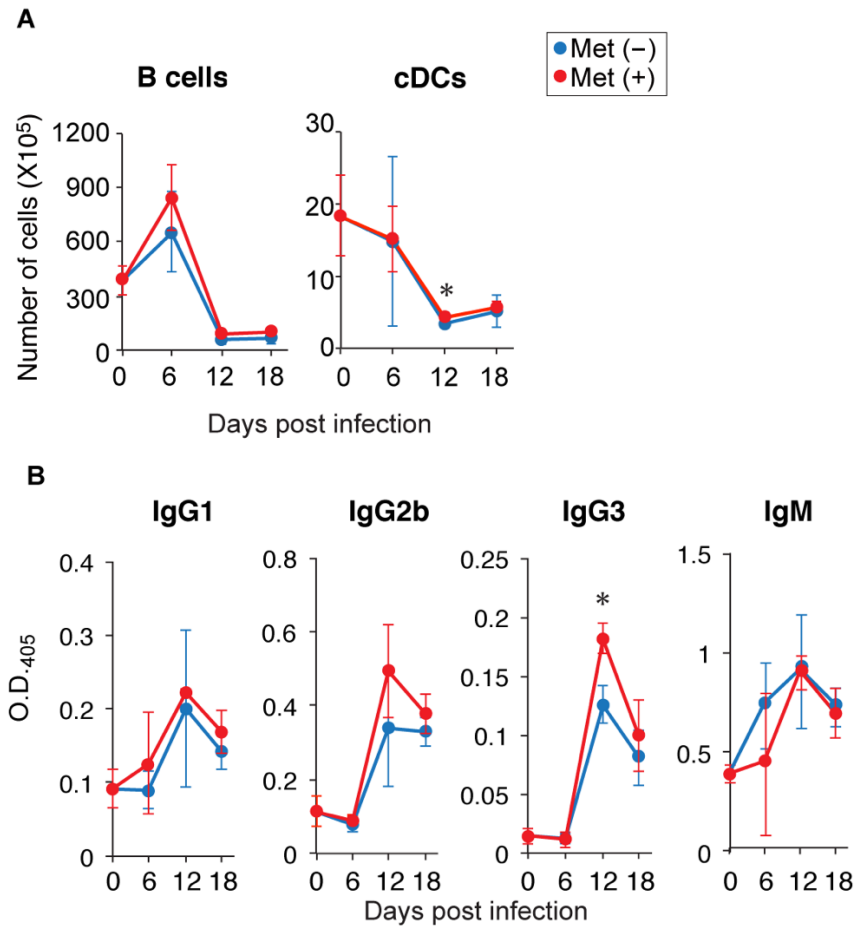 A
Met (−)
Met (+)
B cells
cDCs
Number of cells (X10⁵)
1200
900
600
300
0
0 6 12 18
30
20
10
0
*
0 6 12 18
Days post infection
B
IgG1
IgG2b
IgG3
IgM
O.D.₄₀₅
0.4
0.3
0.2
0.1
0
0 6 12 18
0.8
0.6
0.4
0.2
0
0 6 12 18
0.25
0.2
0.15
0.1
0.05
0
*
0 6 12 18
1.5
1
0.5
0
0 6 12 18
Days post infection